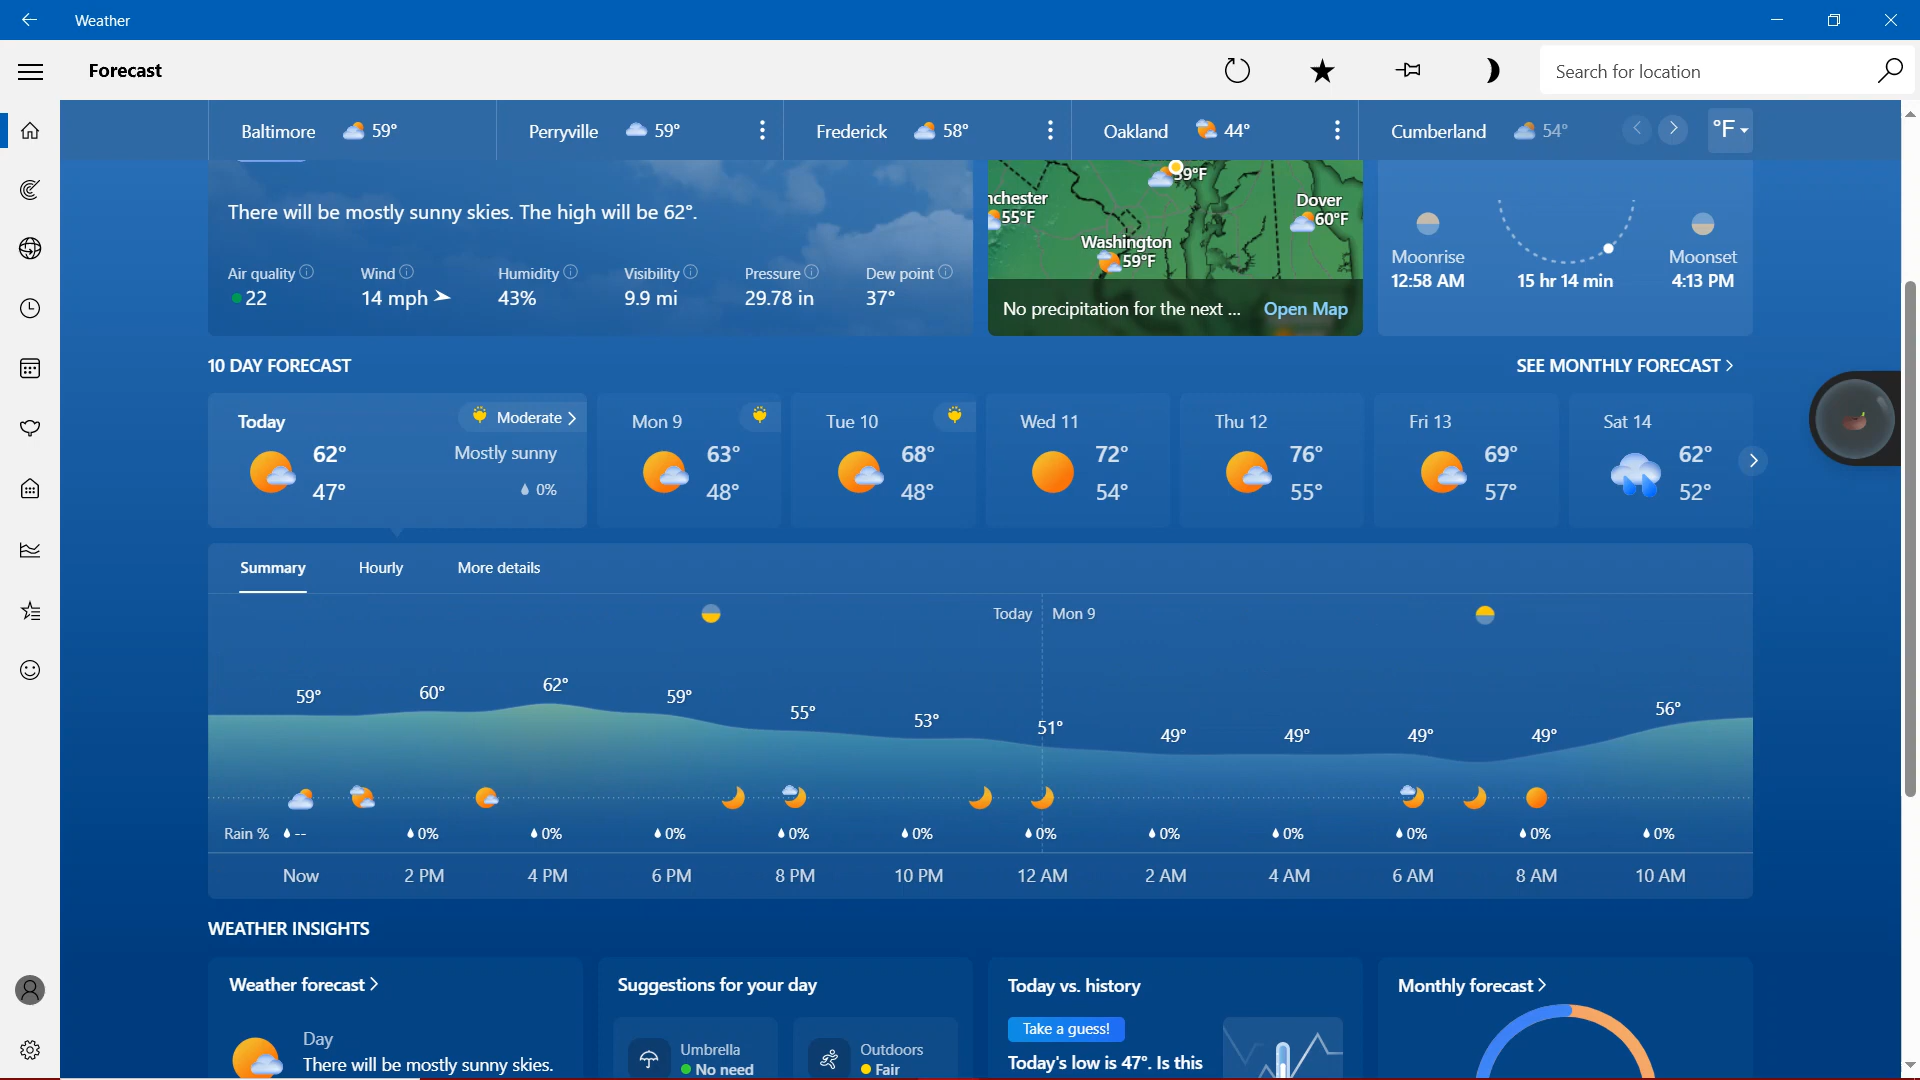 Weather
Forecast
Search for location
Baltimore 59°
Perryville 59°
Frederick 58°
Oakland 44°
Cumberland 54°
°F
There will be mostly sunny skies. The high will be 62°.
Air quality
22
Wind
14 mph
Humidity
43%
Visibility
9.9 mi
Pressure
29.78 in
Dew point
37°
nchester
55°F
59°F
Dover
60°F
Washington
59°F
No precipitation for the next ... Open Map
Moonrise
12:58 AM
15 hr 14 min
Moonset
4:13 PM
10 DAY FORECAST
SEE MONTHLY FORECAST
Today
Moderate
62°
47°
Mostly sunny
0%
Mon 9
63°
48°
Tue 10
68°
48°
Wed 11
72°
54°
Thu 12
76°
55°
Fri 13
69°
57°
Sat 14
62°
52°
Summary Hourly More details
Today Mon 9
59° 60° 62° 59° 55° 53° 51° 49° 49° 49° 49° 56°
Rain % -- 0% 0% 0% 0% 0% 0% 0% 0% 0% 0% 0%
Now 2 PM 4 PM 6 PM 8 PM 10 PM 12 AM 2 AM 4 AM 6 AM 8 AM 10 AM
WEATHER INSIGHTS
Weather forecast
Day
There will be mostly sunny skies.
Suggestions for your day
Umbrella
No need
Outdoors
Fair
Today vs. history
Take a guess!
Today's low is 47°. Is this
Monthly forecast